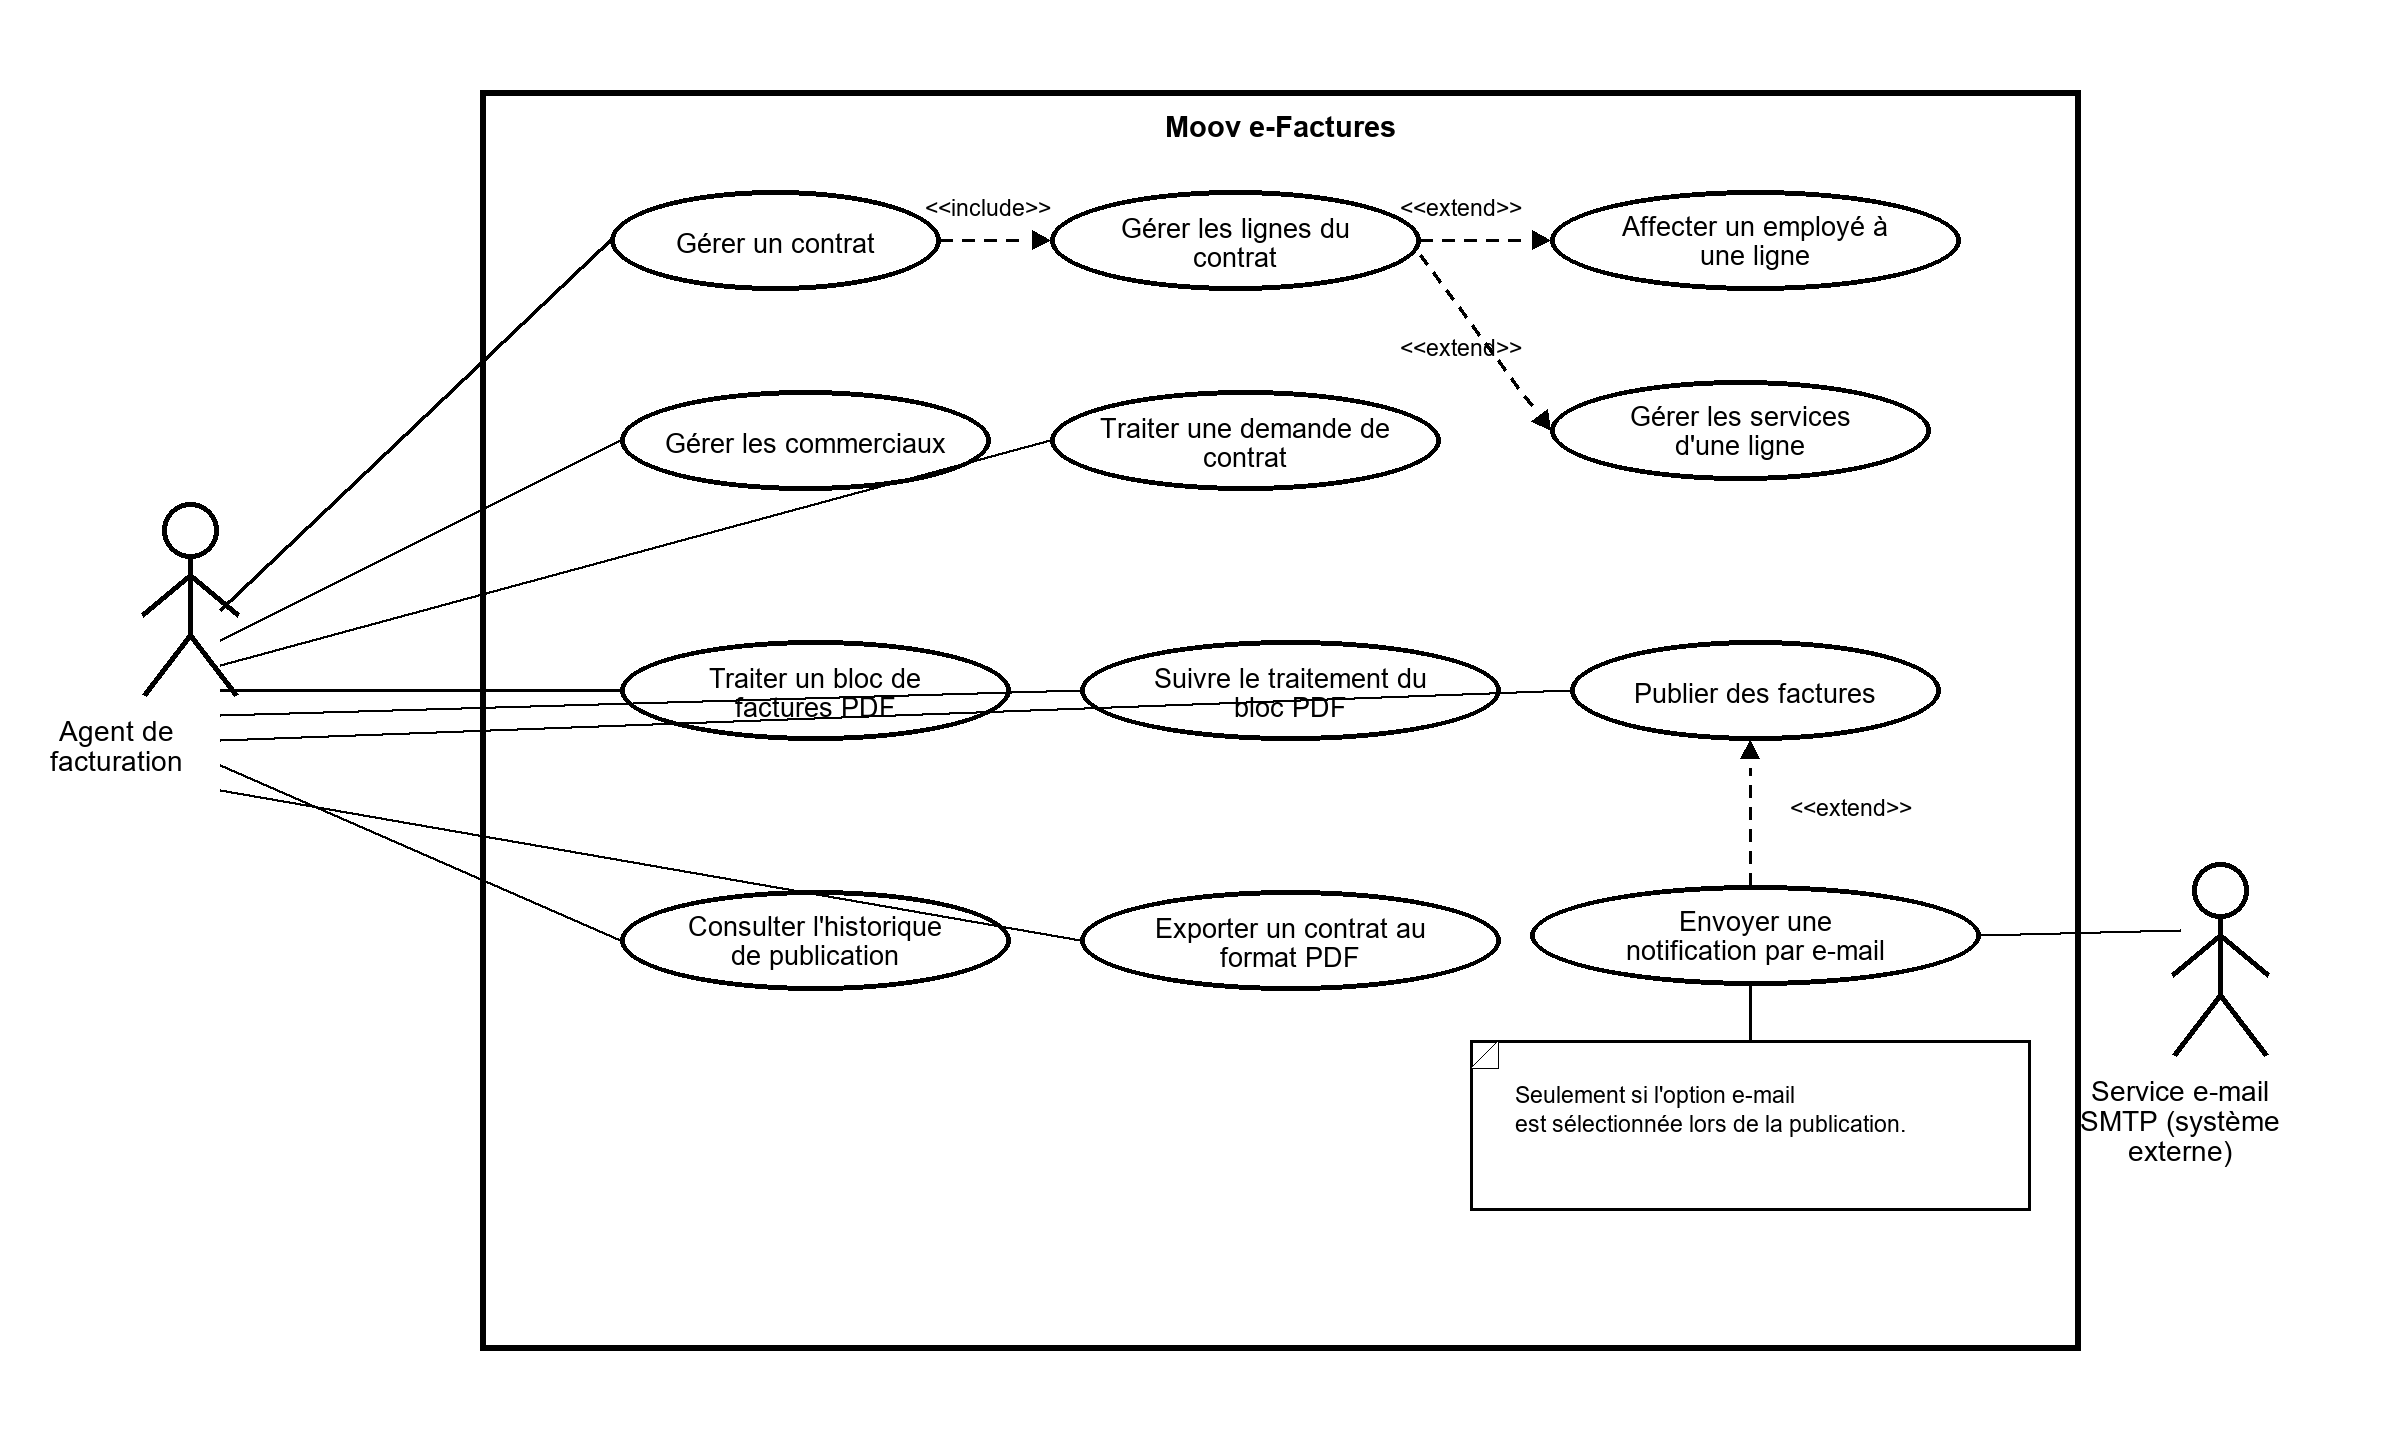 Moov e-Factures
Gérer un contrat
<<include>>
Gérer les lignes du
contrat
<<extend>>
Affecter un employé à
une ligne
<<extend>>
Gérer les commerciaux
Traiter une demande de
contrat
Gérer les services
d'une ligne
Agent de
facturation
Traiter un bloc de
factures PDF
Suivre le traitement du
bloc PDF
Publier des factures
<<extend>>
Consulter l'historique
de publication
Exporter un contrat au
format PDF
Envoyer une
notification par e-mail
Seulement si l'option e-mail
est sélectionnée lors de la publication.
Service e-mail
SMTP (système
externe)